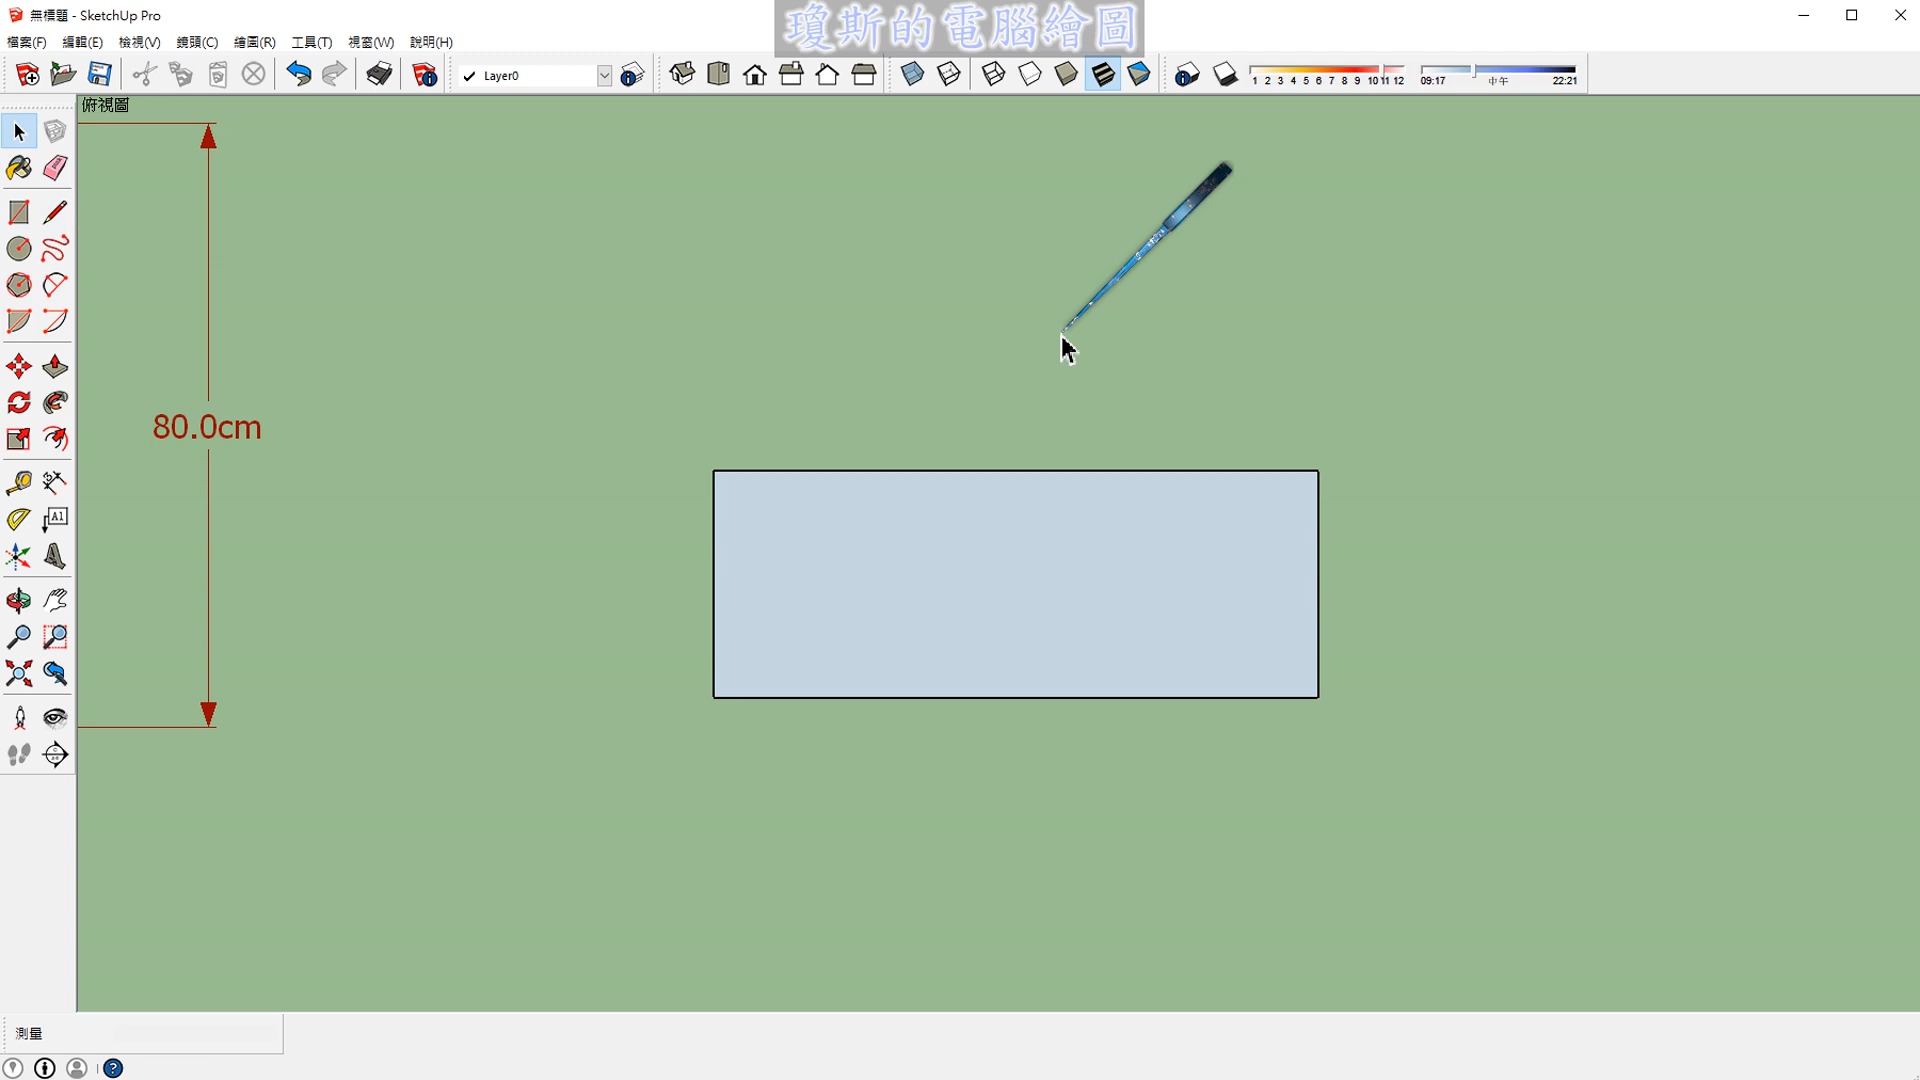 無標題 - SketchUp Pro
瓊斯的電腦繪圖
檔案(F) 編輯(E) 檢視(V) 鏡頭(C) 繪圖(R) 工具(T) 視窗(W) 說明(H)
Layer0
1 2 3 4 5 6 7 8 9 10 11 12
09:17 中午 22:21
俯視圖
80.0cm
A1
測量